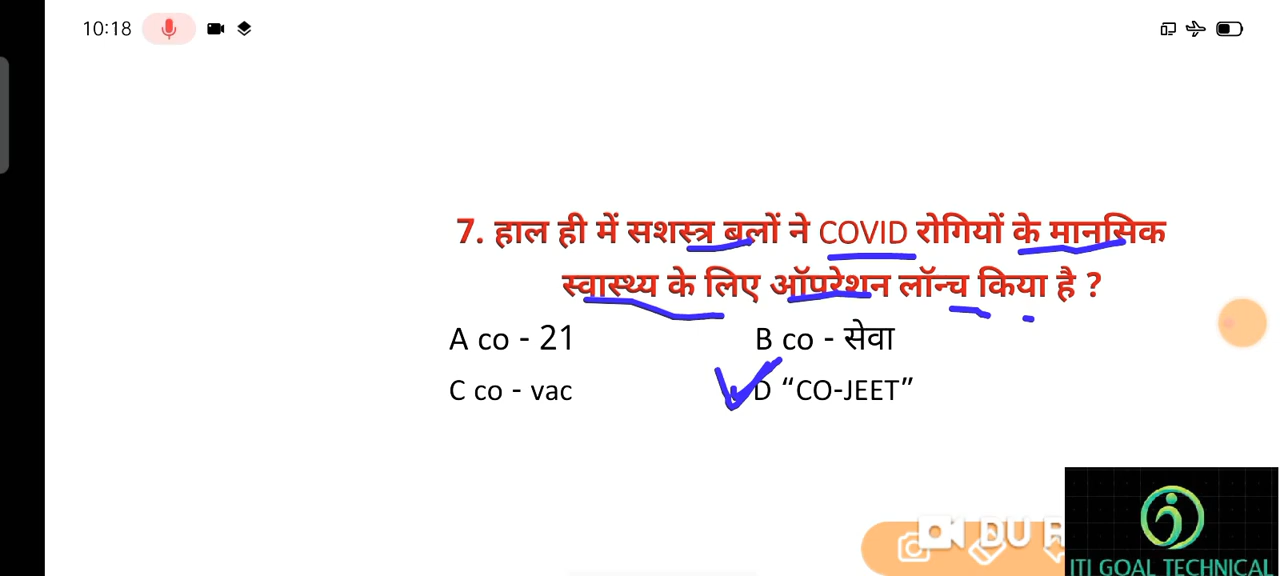 10:18
7. हाल ही में सशस्त्र बलों ने COVID रोगियों के मानसिक
स्वास्थ्य के लिए ऑपरेशन लॉन्च किया है ?
A co - 21 B co - सेवा
C co - vac D “CO-JEET”
DU R
ITI GOAL TECHNICAL